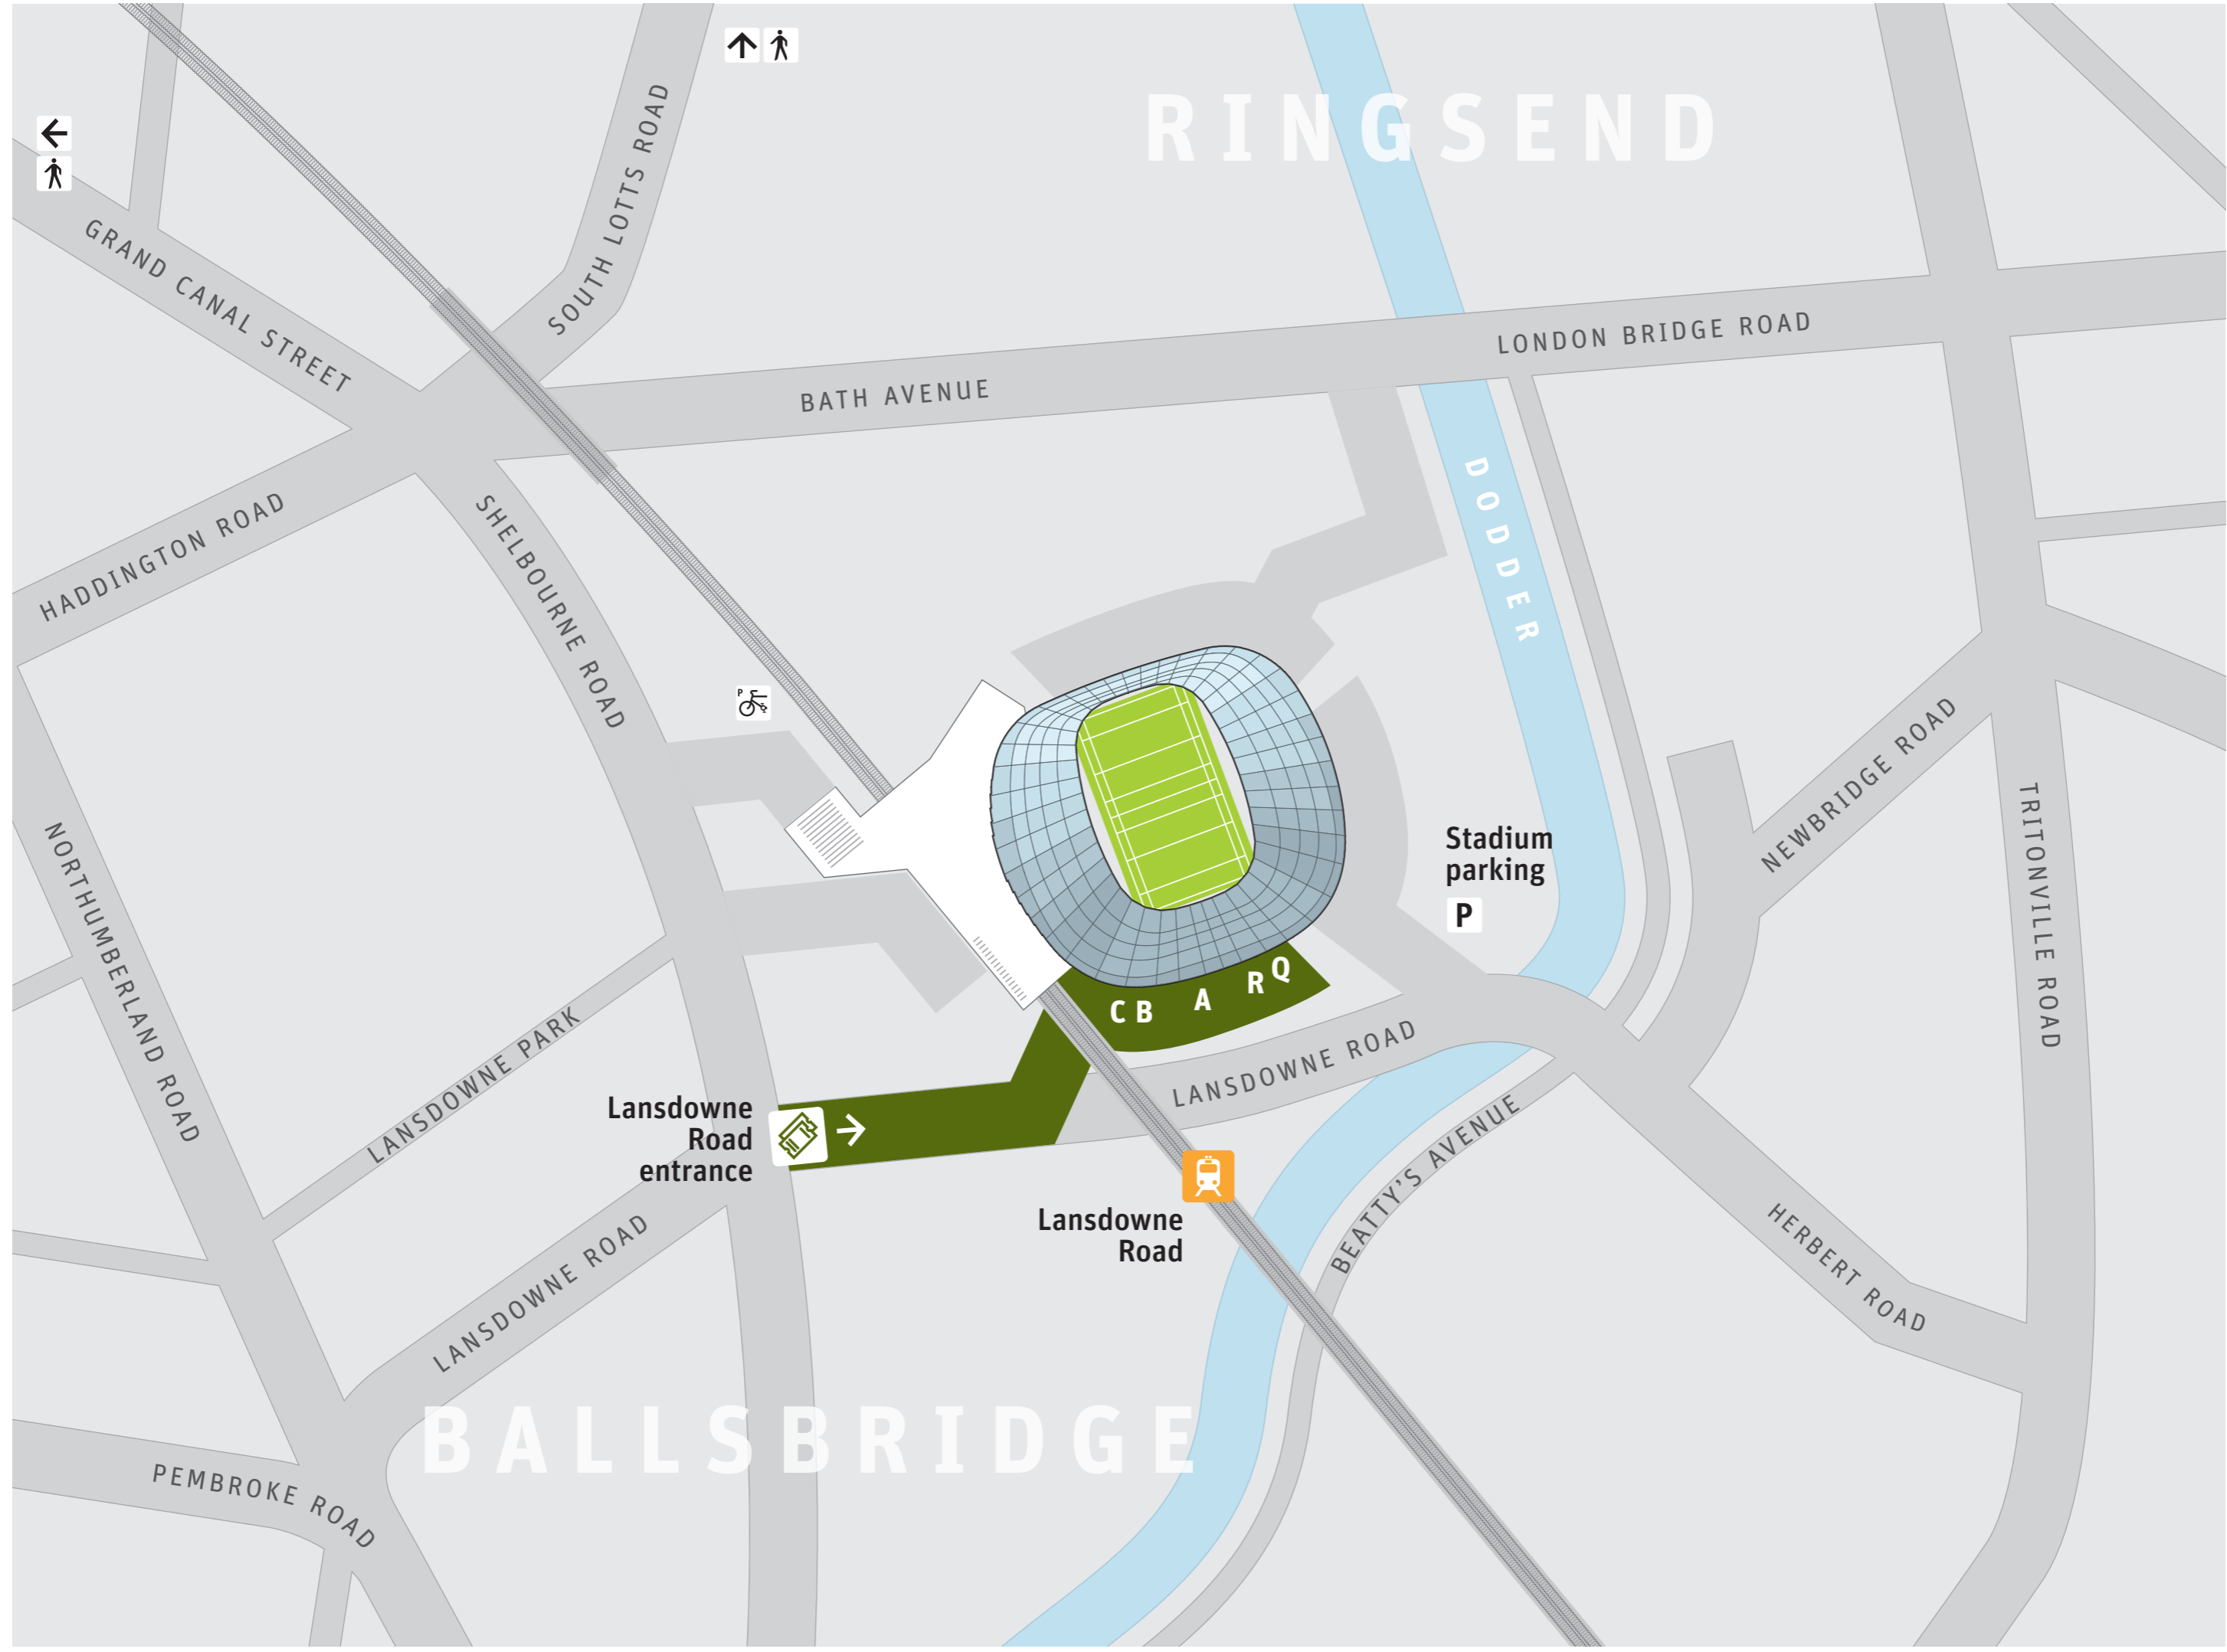 RINGSEND
SOUTH LOTTS ROAD
GRAND CANAL STREET
LONDON BRIDGE ROAD
BATH AVENUE
DODDER
HADDINGTON ROAD
SHELBOURNE ROAD
P
NEWBRIDGE ROAD
TRITONVILLE ROAD
Stadium
parking
P
NORTHUMBERLAND ROAD
C B A R Q
LANSDOWNE PARK
LANSDOWNE ROAD
Lansdowne
Road
entrance
BEATTY'S AVENUE
Lansdowne
Road
HERBERT ROAD
LANSDOWNE ROAD
BALLSBRIDGE
PEMBROKE ROAD